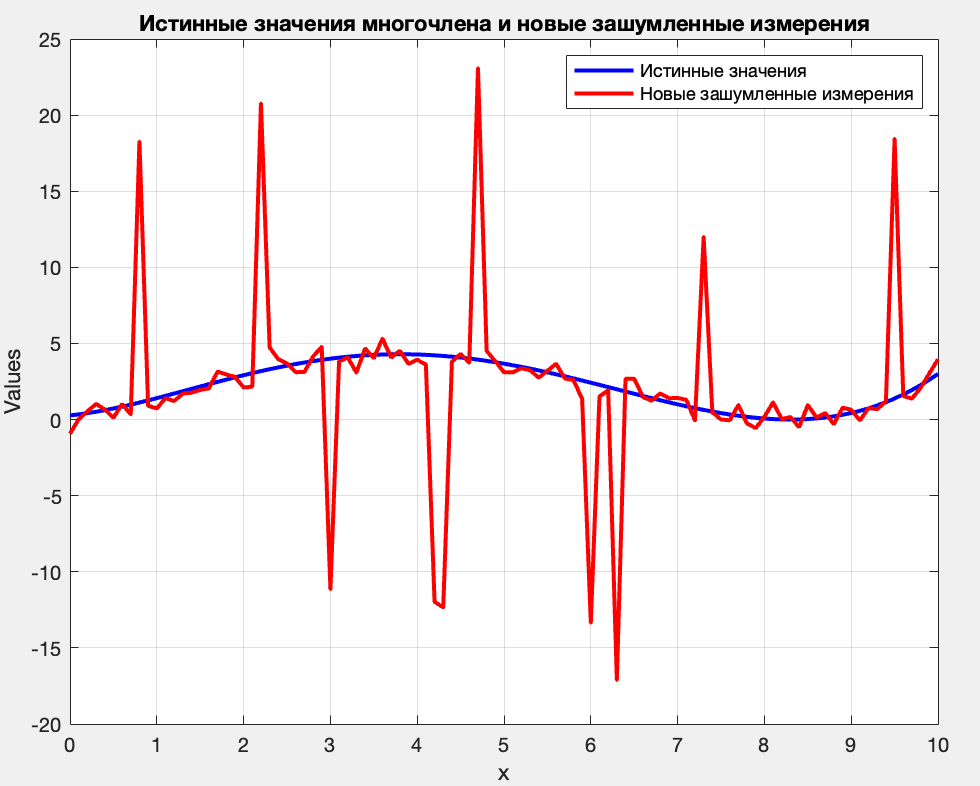 Истинные значения многочлена и новые зашумленные измерения
Истинные значения
Новые зашумленные измерения
25
20
15
10
5
0
-5
-10
-15
-20
Values
0 1 2 3 4 5 6 7 8 9 10
x